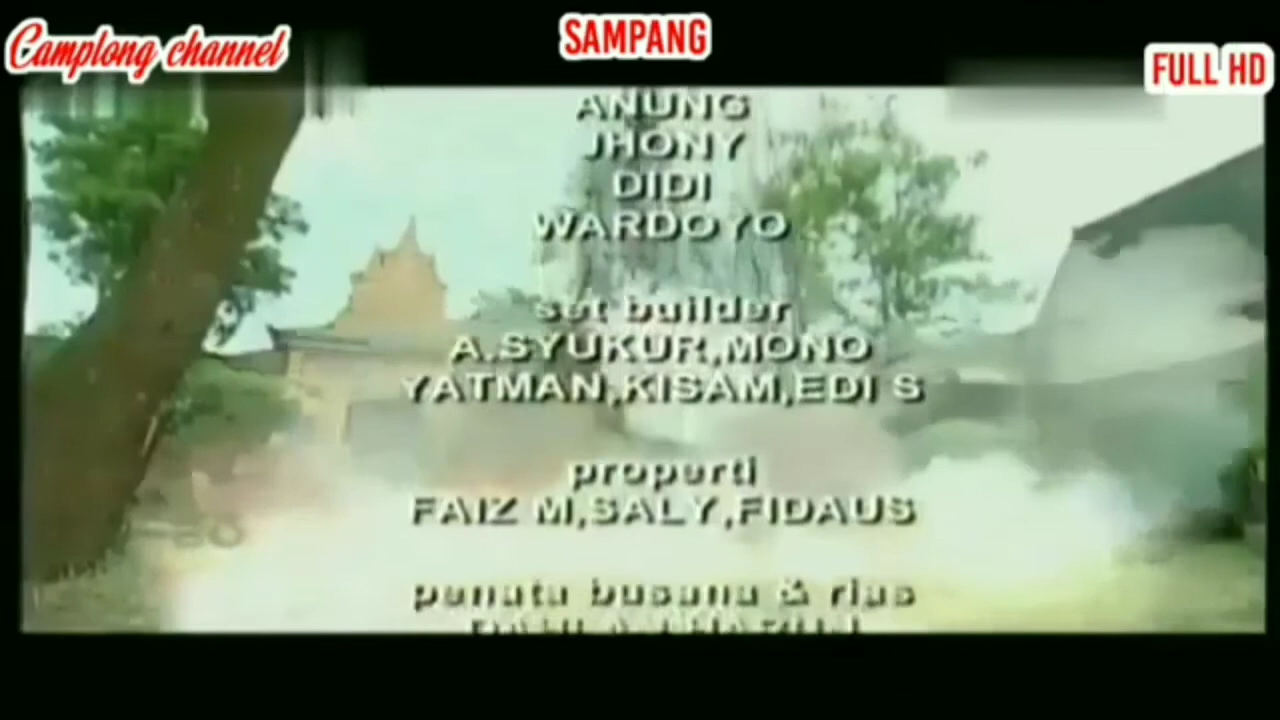 Camplong channel
SAMPANG
FULL HD
ANUNG
JHONY
DIDI
WARDOYO
set builder
A.SYUKUR,MONO
YATMAN,KISAM,EDI S
properti
FAIZ M,SALY,FIDAUS
penata busana & rias